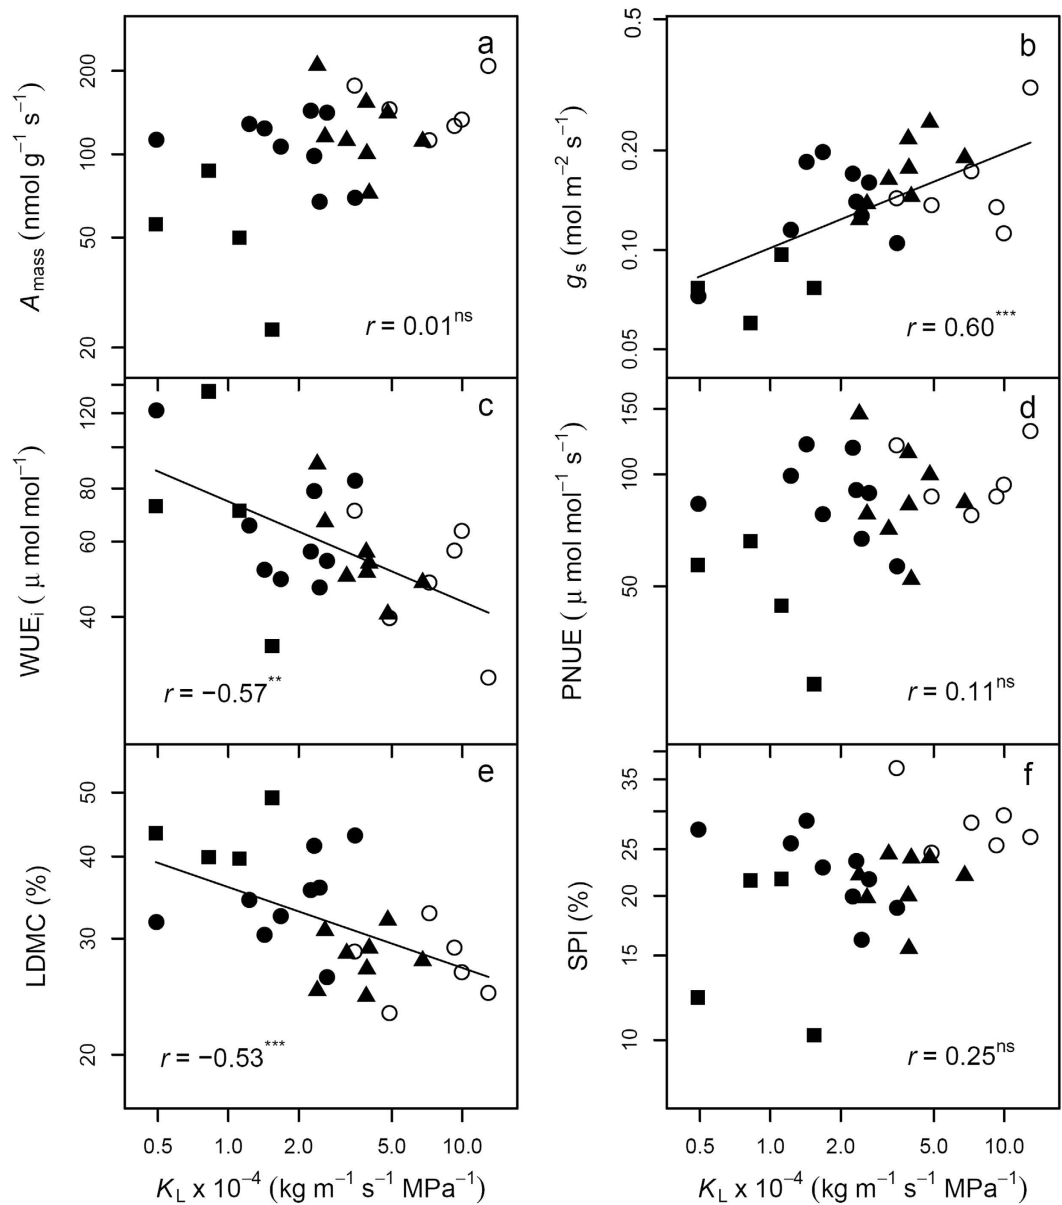 a
A_mass (nmol g⁻¹ s⁻¹)
200
100
50
20
r = 0.01^ns
b
g_s (mol m⁻² s⁻¹)
0.5
0.20
0.10
0.05
r = 0.60***
c
WUE_i ( μ mol mol⁻¹)
120
80
60
40
r = −0.57**
d
PNUE ( μ mol mol⁻¹ s⁻¹)
150
100
50
r = 0.11^ns
e
LDMC (%)
50
40
30
20
r = −0.53***
0.5 1.0 2.0 5.0 10.0
K_L x 10⁻⁴ (kg m⁻¹ s⁻¹ MPa⁻¹)
f
SPI (%)
35
25
20
15
10
r = 0.25^ns
0.5 1.0 2.0 5.0 10.0
K_L x 10⁻⁴ (kg m⁻¹ s⁻¹ MPa⁻¹)